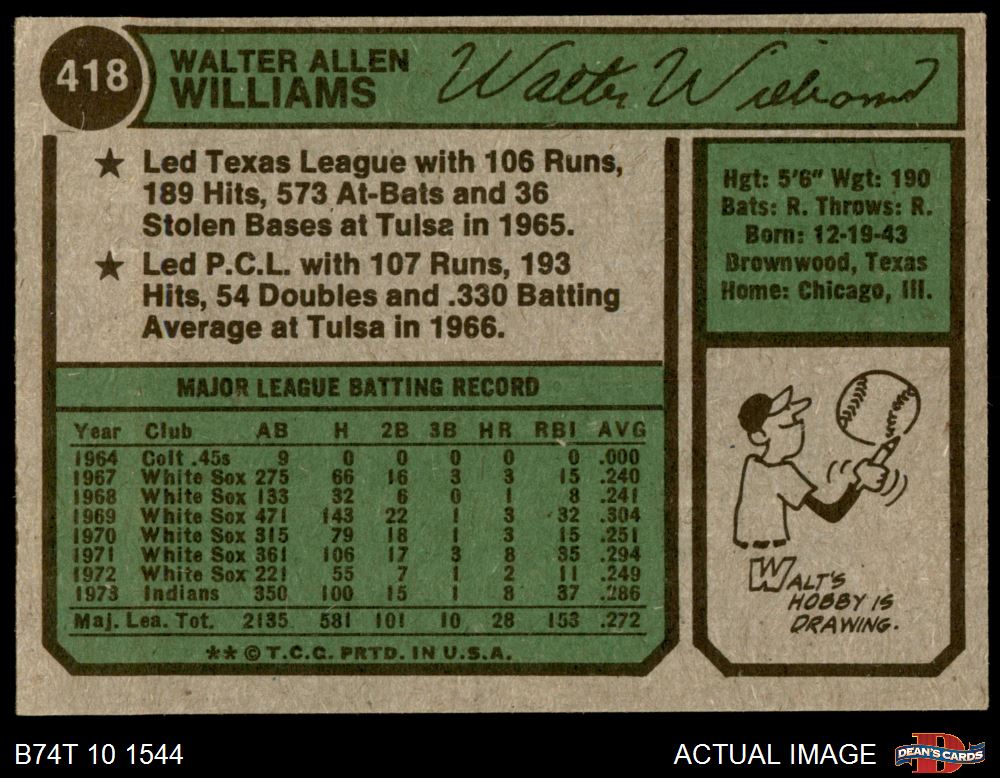 418
WALTER ALLEN
WILLIAMS
Walter Williams
★ Led Texas League with 106 Runs,
189 Hits, 573 At-Bats and 36
Stolen Bases at Tulsa in 1965.
★ Led P.C.L. with 107 Runs, 193
Hits, 54 Doubles and .330 Batting
Average at Tulsa in 1966.
Hgt: 5'6" Wgt: 190
Bats: R. Throws: R.
Born: 12-19-43
Brownwood, Texas
Home: Chicago, Ill.
MAJOR LEAGUE BATTING RECORD
Year Club AB H 2B 3B HR RBI AVG
1964 Colt .45s 9 0 0 0 0 0 .000
1967 White Sox 275 66 16 3 3 15 .240
1968 White Sox 133 32 6 0 1 8 .241
1969 White Sox 471 143 22 1 3 32 .304
1970 White Sox 315 79 18 1 3 15 .251
1971 White Sox 361 106 17 3 8 35 .294
1972 White Sox 221 55 7 1 2 11 .249
1973 Indians 350 100 15 1 8 37 .286
Maj. Lea. Tot. 2135 581 101 10 28 153 .272
** © T.C.G. PRTD. IN U.S.A.
WALT'S
HOBBY IS
DRAWING.
B74T 10 1544
ACTUAL IMAGE
DEAN'S CARDS